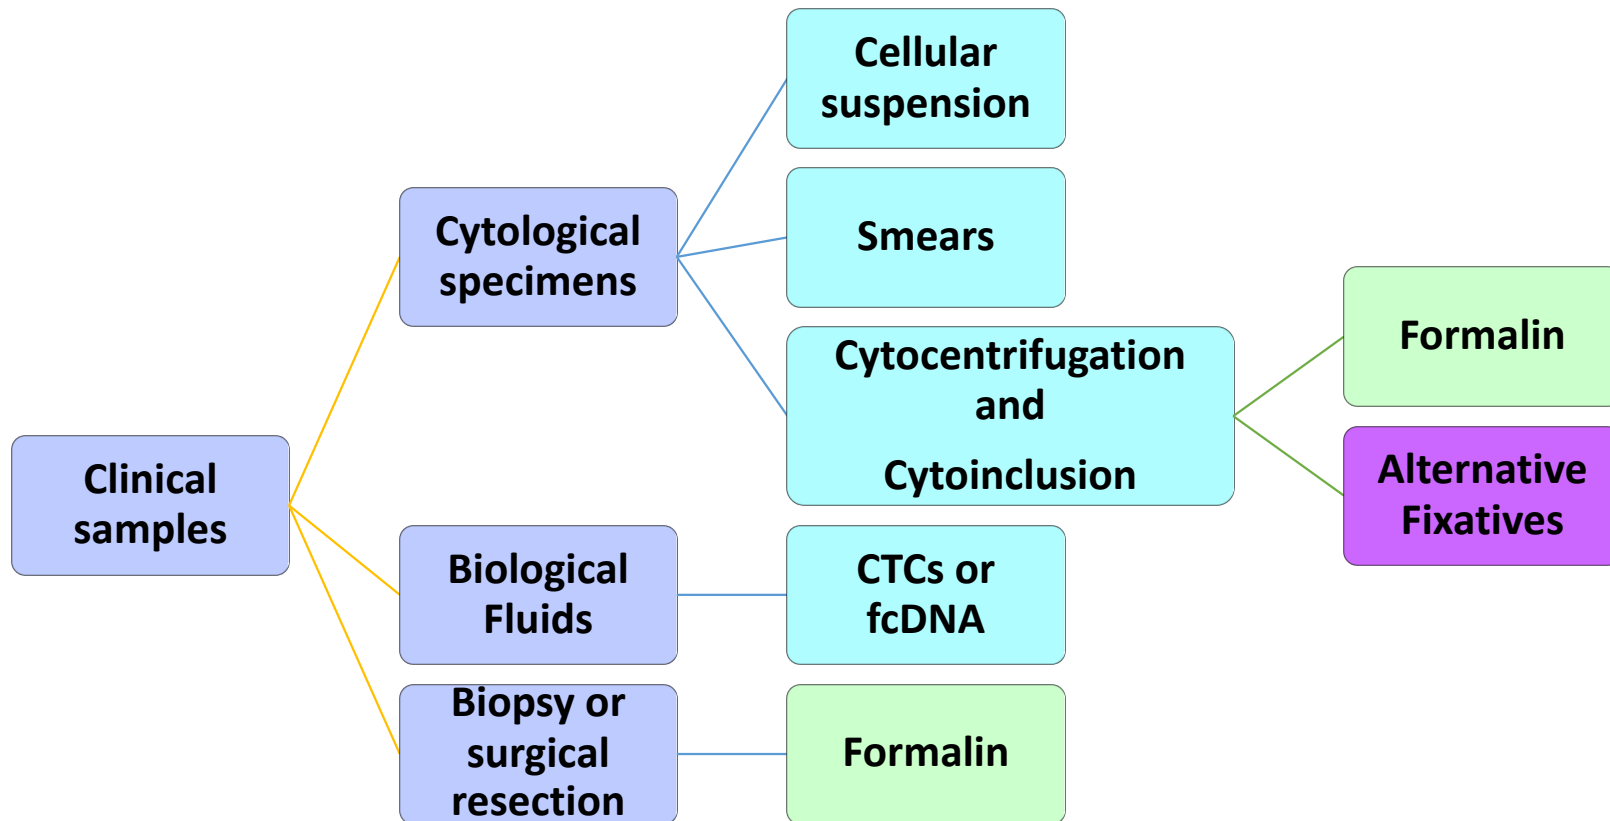 Cellular
suspension
Cytological
specimens
Smears
Cytocentrifugation
and
Cytoinclusion
Formalin
Alternative
Fixatives
Clinical
samples
Biological
Fluids
CTCs or
fcDNA
Biopsy or
surgical
resection
Formalin